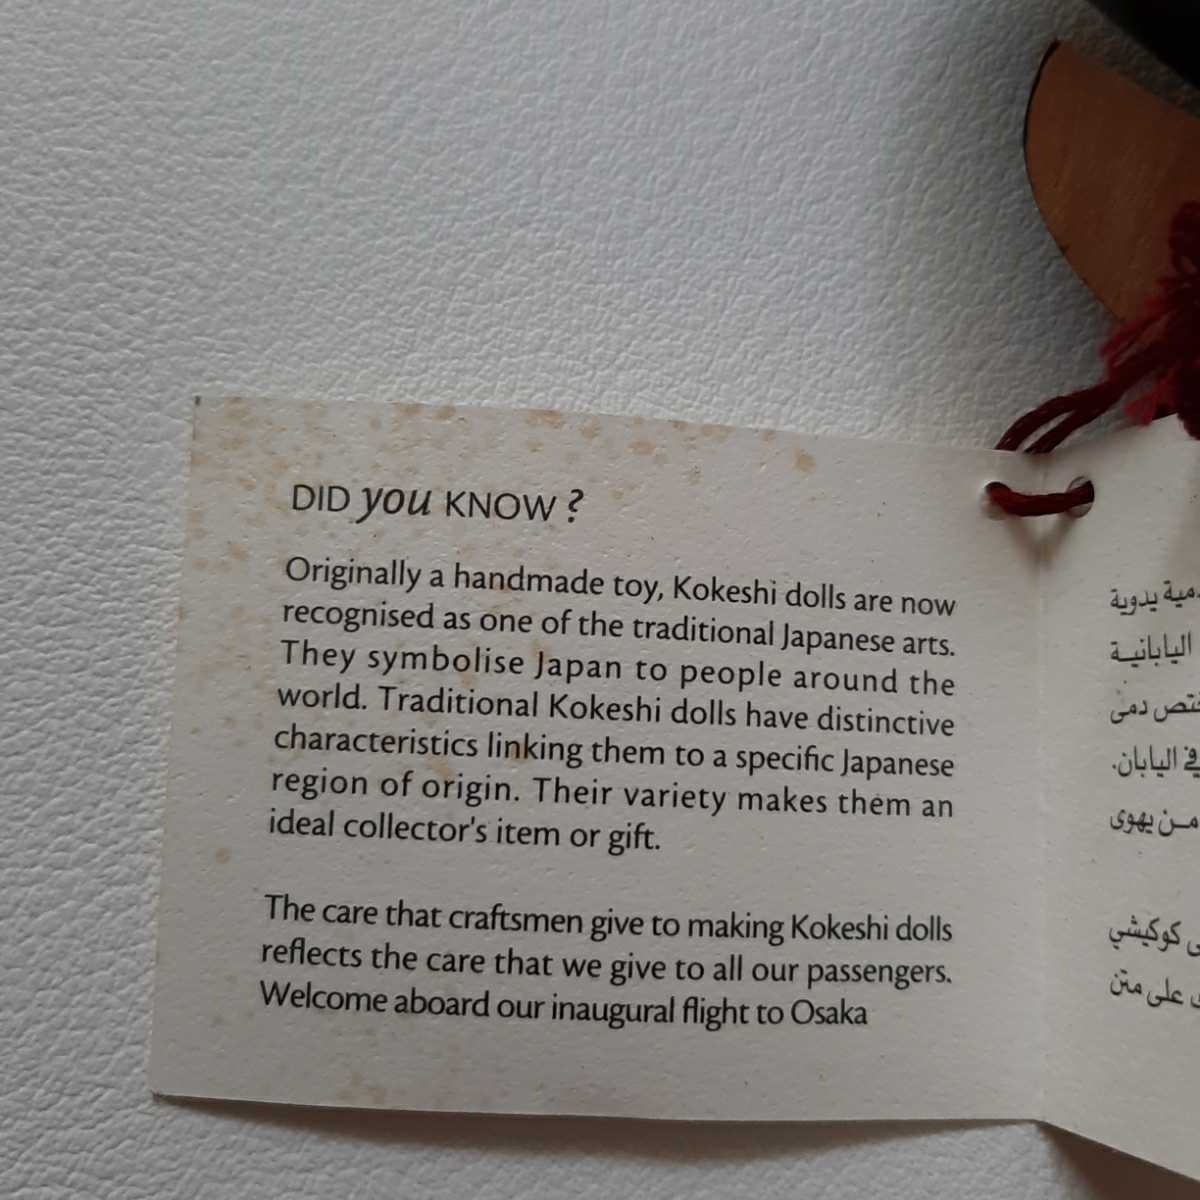 DID you KNOW ?
Originally a handmade toy, Kokeshi dolls are now
recognised as one of the traditional Japanese arts.
They symbolise Japan to people around the
world. Traditional Kokeshi dolls have distinctive
characteristics linking them to a specific Japanese
region of origin. Their variety makes them an
ideal collector's item or gift.
The care that craftsmen give to making Kokeshi dolls
reflects the care that we give to all our passengers.
Welcome aboard our inaugural flight to Osaka
يدوية
اليابانية
دمى
في اليابان.
من يهوى
كوكيشي
على متن